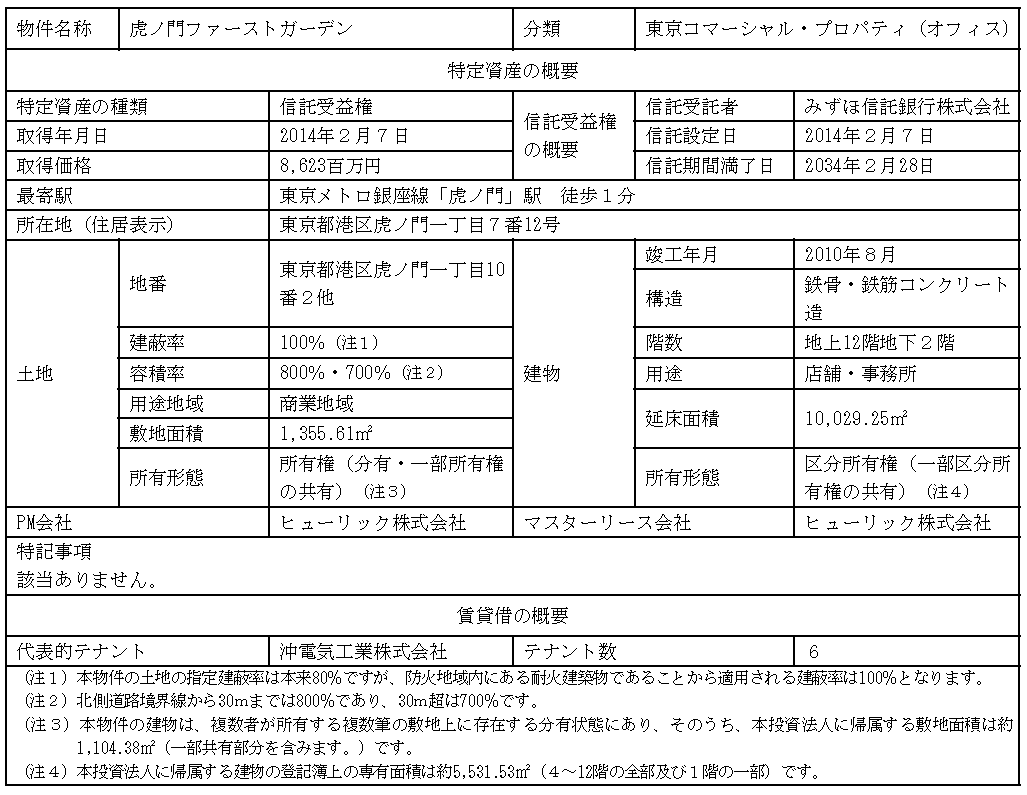 物件名称 虎ノ門ファーストガーデン 分類 東京コマーシャル・プロパティ（オフィス）
特定資産の概要
特定資産の種類 信託受益権 信託受益権の概要 信託受託者 みずほ信託銀行株式会社
取得年月日 2014年２月７日 信託設定日 2014年２月７日
取得価格 8,623百万円 信託期間満了日 2034年２月28日
最寄駅 東京メトロ銀座線「虎ノ門」駅　徒歩１分
所在地（住居表示） 東京都港区虎ノ門一丁目７番12号
土地
地番 東京都港区虎ノ門一丁目10
番２他
建蔽率 100％（注１）
容積率 800％・700％（注２）
用途地域 商業地域
敷地面積 1,355.61㎡
所有形態 所有権（分有・一部所有権
の共有）（注３）
建物
竣工年月 2010年８月
構造 鉄骨・鉄筋コンクリート
造
階数 地上12階地下２階
用途 店舗・事務所
延床面積 10,029.25㎡
所有形態 区分所有権（一部区分所
有権の共有）（注４）
PM会社 ヒューリック株式会社 マスターリース会社 ヒューリック株式会社
特記事項
該当ありません。
賃貸借の概要
代表的テナント 沖電気工業株式会社 テナント数 ６
（注１）本物件の土地の指定建蔽率は本来80％ですが、防火地域内にある耐火建築物であることから適用される建蔽率は100％となります。
（注２）北側道路境界線から30ｍまでは800％であり、30ｍ超は700％です。
（注３）本物件の建物は、複数者が所有する複数筆の敷地上に存在する分有状態にあり、そのうち、本投資法人に帰属する敷地面積は約
1,104.38㎡（一部共有部分を含みます。）です。
（注４）本投資法人に帰属する建物の登記簿上の専有面積は約5,531.53㎡（４～12階の全部及び１階の一部）です。